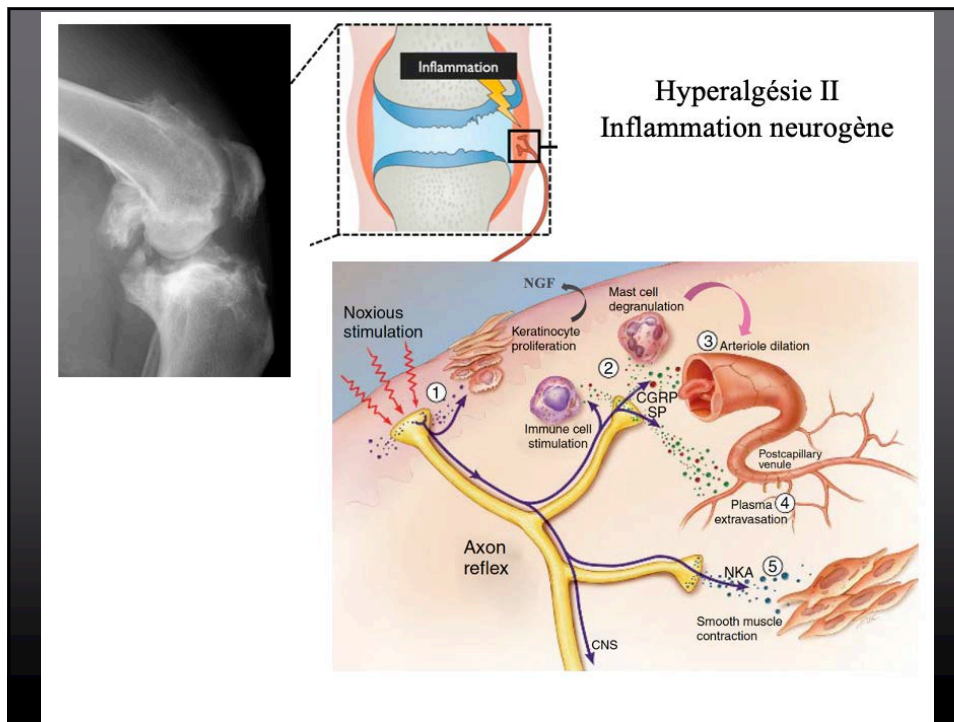 Inflammation
Hyperalgésie II
Inflammation neurogène
Noxious
stimulation
NGF
Keratinocyte
proliferation
Mast cell
degranulation
1
2
3
Arteriole dilation
CGRP
SP
Immune cell
stimulation
Postcapillary
venule
Plasma
extravasation
4
Axon
reflex
NKA
5
Smooth muscle
contraction
CNS